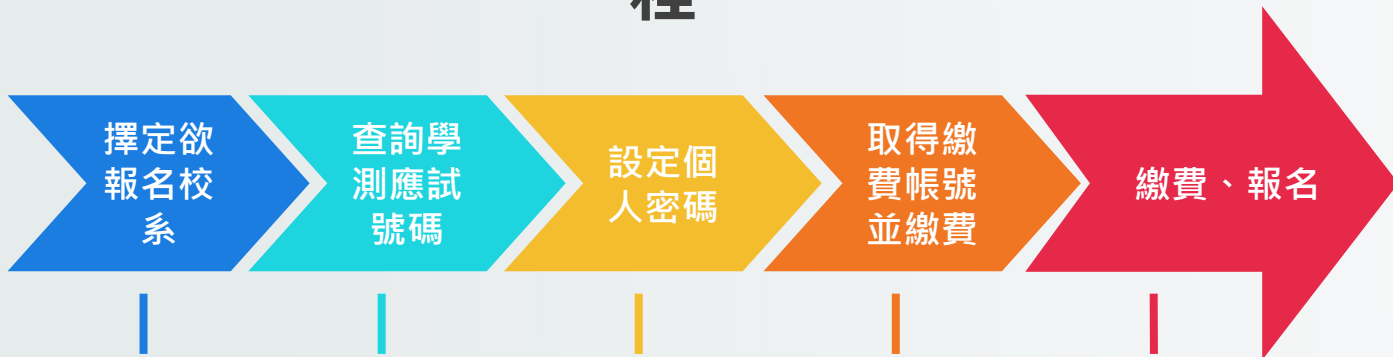 程
擇定欲
報名校
系
查詢學
測應試
號碼
設定個
人密碼
取得繳
費帳號
並繳費
繳費、報名